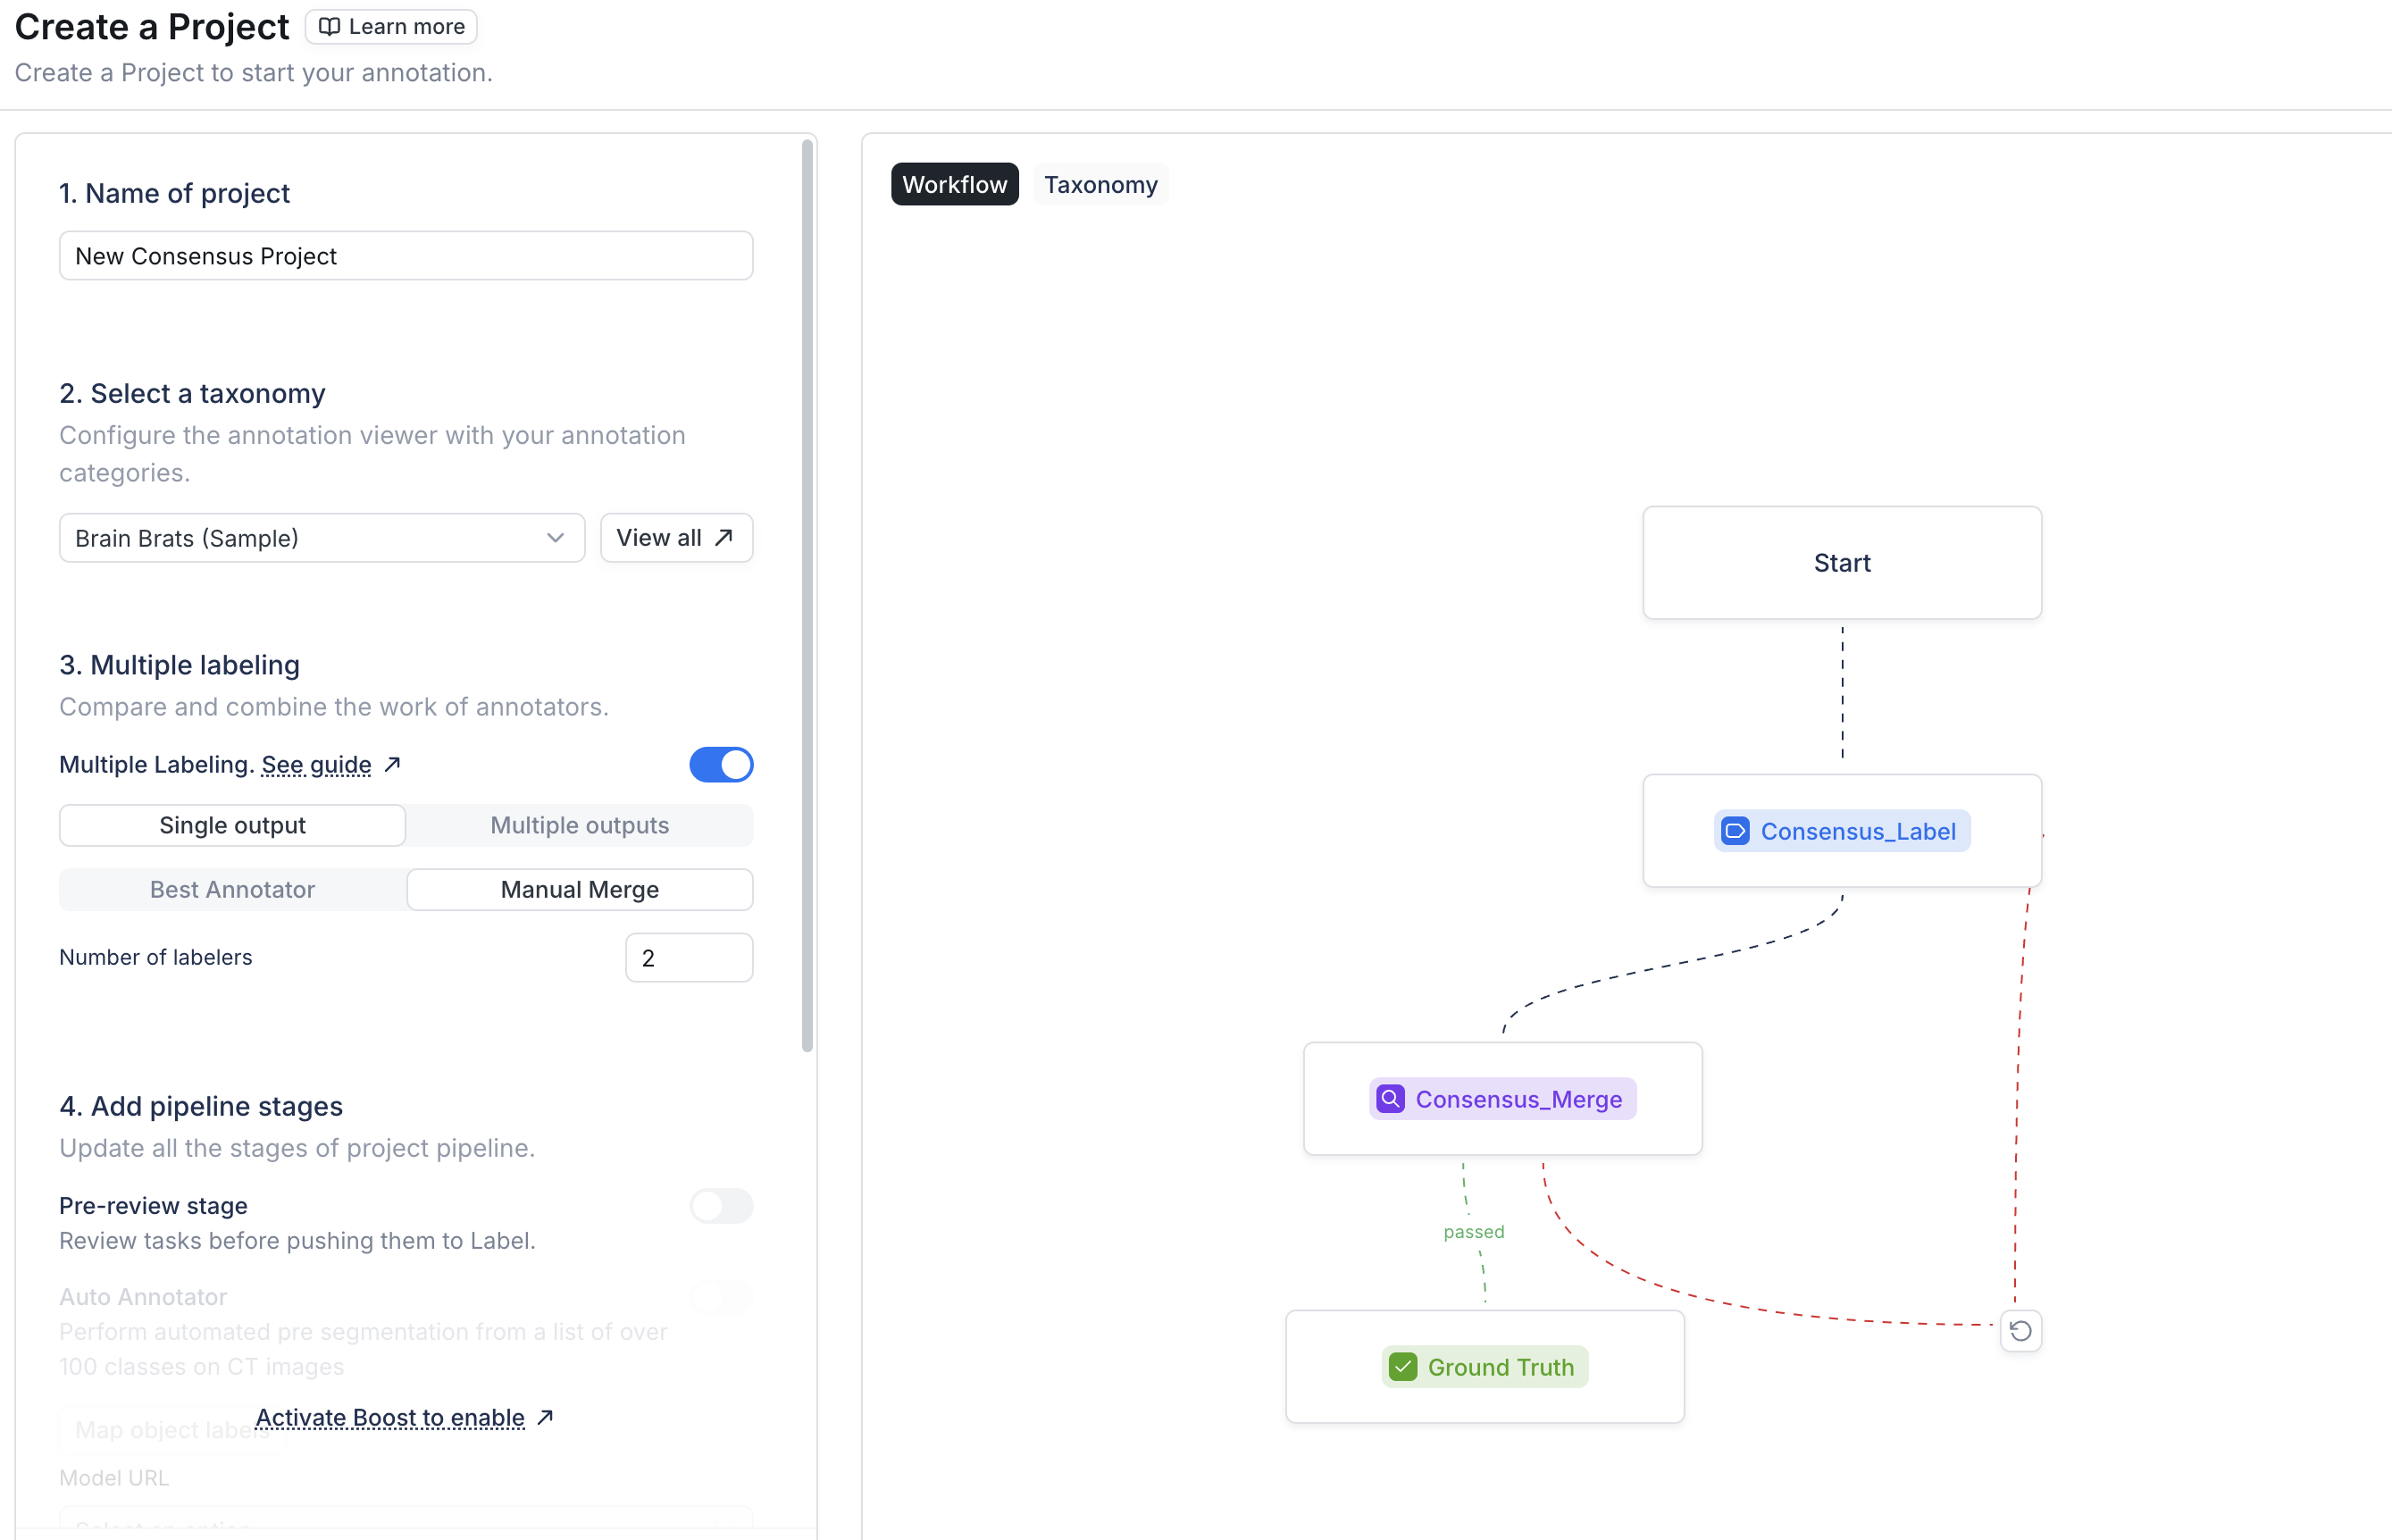 Create a Project
Learn more
Create a Project to start your annotation.
1. Name of project
New Consensus Project
2. Select a taxonomy
Configure the annotation viewer with your annotation
categories.
Brain Brats (Sample)
View all
3. Multiple labeling
Compare and combine the work of annotators.
Multiple Labeling. See guide
Single output
Multiple outputs
Best Annotator
Manual Merge
Number of labelers
2
4. Add pipeline stages
Update all the stages of project pipeline.
Pre-review stage
Review tasks before pushing them to Label.
Auto Annotator
Perform automated pre segmentation from a list of over
100 classes on CT images
Activate Boost to enable
Map object labels
Model URL
Workflow
Taxonomy
Start
Consensus_Label
Consensus_Merge
passed
Ground Truth